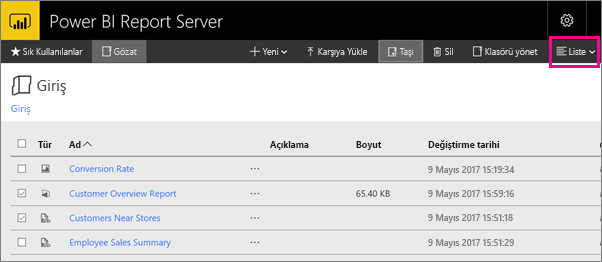 Power BI Report Server
Sık Kullanılanlar Gözat Yeni Karşıya Yükle Taşı Sil Klasörü yönet Liste
Giriş
Giriş
Tür Ad Açıklama Boyut Değiştirme tarihi
Conversion Rate ... 9 Mayıs 2017 15:19:34
Customer Overview Report ... 65.40 KB 9 Mayıs 2017 15:59:16
Customers Near Stores ... 9 Mayıs 2017 15:51:18
Employee Sales Summary ... 9 Mayıs 2017 15:51:29